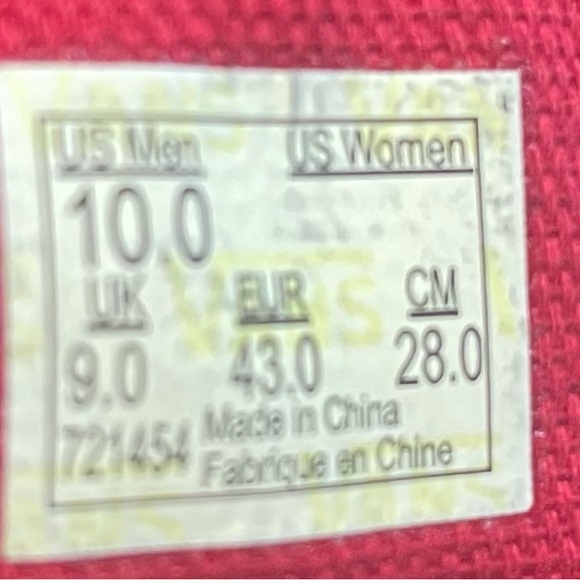 US Men US Women
10.0
UK EUR CM
9.0 43.0 28.0
721454 Made in China
Fabrique en Chine